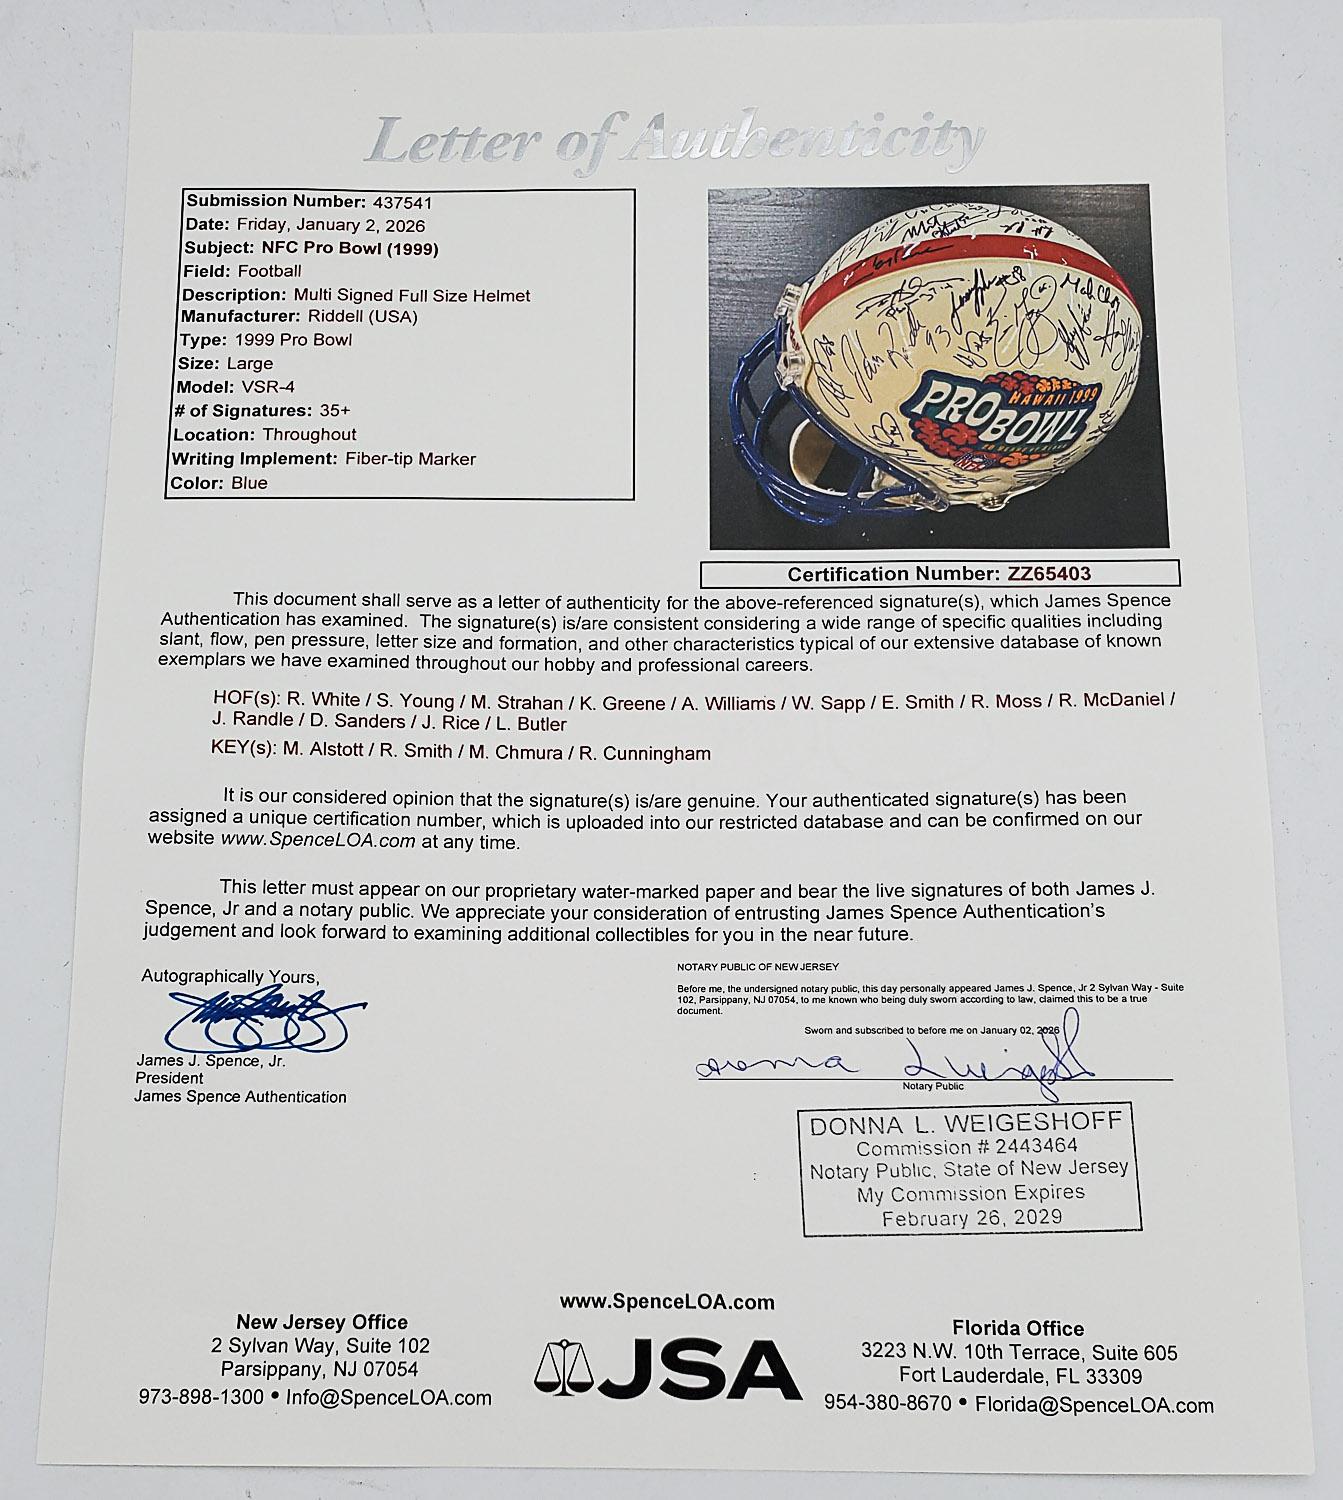 Letter of Authenticity
Submission Number: 437541
Date: Friday, January 2, 2026
Subject: NFC Pro Bowl (1999)
Field: Football
Description: Multi Signed Full Size Helmet
Manufacturer: Riddell (USA)
Type: 1999 Pro Bowl
Size: Large
Model: VSR-4
# of Signatures: 35+
Location: Throughout
Writing Implement: Fiber-tip Marker
Color: Blue
HAWAII 1999
PRO BOWL
NFL
Certification Number: ZZ65403
This document shall serve as a letter of authenticity for the above-referenced signature(s), which James Spence
Authentication has examined. The signature(s) is/are consistent considering a wide range of specific qualities including
slant, flow, pen pressure, letter size and formation, and other characteristics typical of our extensive database of known
exemplars we have examined throughout our hobby and professional careers.
HOF(s): R. White / S. Young / M. Strahan / K. Greene / A. Williams / W. Sapp / E. Smith / R. Moss / R. McDaniel /
J. Randle / D. Sanders / J. Rice / L. Butler
KEY(s): M. Alstott / R. Smith / M. Chmura / R. Cunningham
It is our considered opinion that the signature(s) is/are genuine. Your authenticated signature(s) has been
assigned a unique certification number, which is uploaded into our restricted database and can be confirmed on our
website www.SpenceLOA.com at any time.
This letter must appear on our proprietary water-marked paper and bear the live signatures of both James J.
Spence, Jr and a notary public. We appreciate your consideration of entrusting James Spence Authentication's
judgement and look forward to examining additional collectibles for you in the near future.
Autographically Yours,
James J. Spence, Jr.
President
James Spence Authentication
NOTARY PUBLIC OF NEW JERSEY
Before me, the undersigned notary public, this day personally appeared James J. Spence, Jr 2 Sylvan Way - Suite
102, Parsippany, NJ 07054, to me known who being duly sworn according to law, claimed this to be a true
document.
Sworn and subscribed to before me on January 02, 2026
Notary Public
DONNA L. WEIGESHOFF
Commission # 2443464
Notary Public, State of New Jersey
My Commission Expires
February 26, 2029
www.SpenceLOA.com
New Jersey Office
2 Sylvan Way, Suite 102
Parsippany, NJ 07054
973-898-1300 • Info@SpenceLOA.com
JSA
Florida Office
3223 N.W. 10th Terrace, Suite 605
Fort Lauderdale, FL 33309
954-380-8670 • Florida@SpenceLOA.com